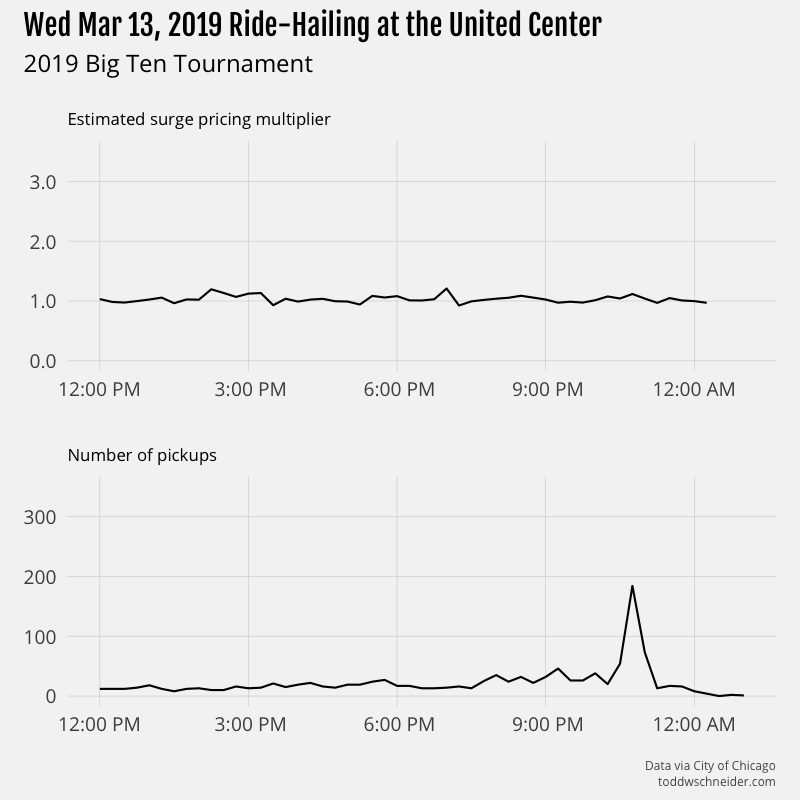 Wed Mar 13, 2019 Ride-Hailing at the United Center
2019 Big Ten Tournament
Estimated surge pricing multiplier
3.0
2.0
1.0
0.0
12:00 PM 3:00 PM 6:00 PM 9:00 PM 12:00 AM
Number of pickups
300
200
100
0
12:00 PM 3:00 PM 6:00 PM 9:00 PM 12:00 AM
Data via City of Chicago
toddwschneider.com